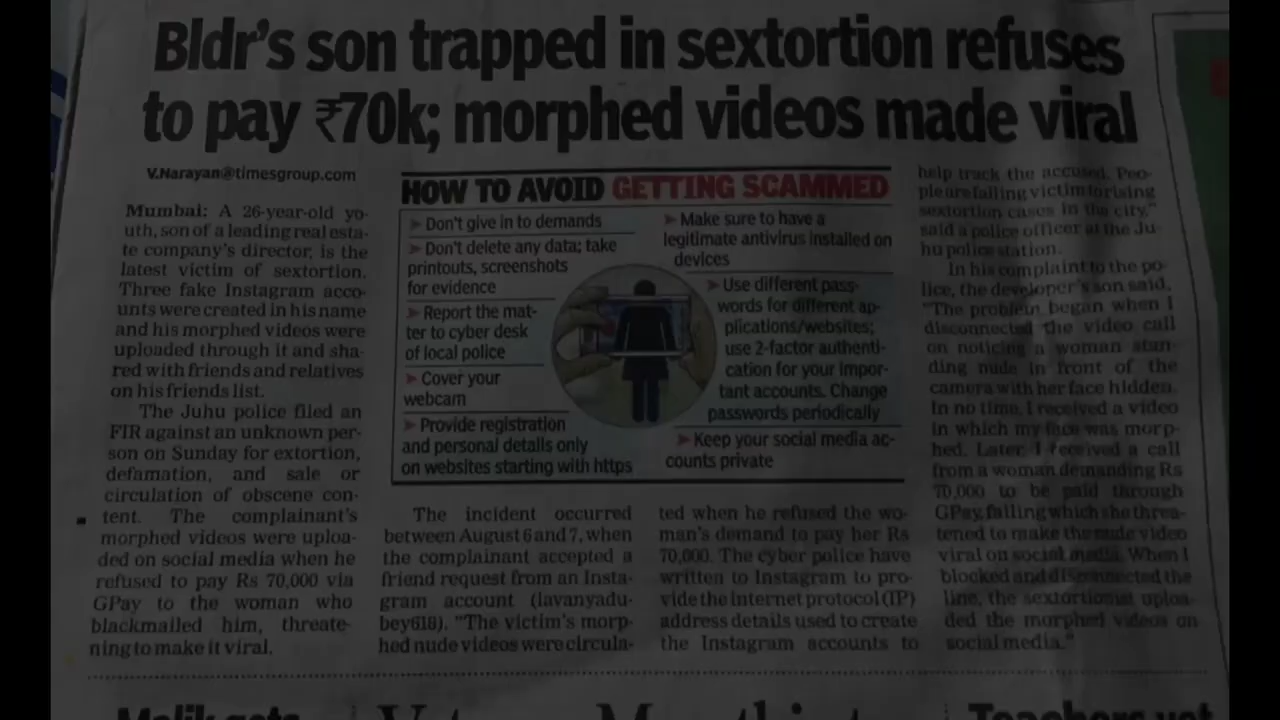 Bldr's son trapped in sextortion refuses
to pay ₹70k; morphed videos made viral
V.Narayan@timesgroup.com
Mumbai: A 26-year-old yo-
uth, son of a leading real esta-
te company's director, is the
latest victim of sextortion.
Three fake Instagram acco-
unts were created in his name
and his morphed videos were
uploaded through it and sha-
red with friends and relatives
on his friends list.
The Juhu police filed an
FIR against an unknown per-
son on Sunday for extortion,
defamation, and sale or
circulation of obscene con-
tent. The complainant's
morphed videos were uploa-
ded on social media when he
refused to pay Rs 70,000 via
GPay to the woman who
blackmailed him, threate-
ning to make it viral.
HOW TO AVOID GETTING SCAMMED
➤ Don't give in to demands
➤ Don't delete any data; take
printouts, screenshots
for evidence
➤ Report the mat-
ter to cyber desk
of local police
➤ Cover your
webcam
➤ Provide registration
and personal details only
on websites starting with https
➤ Make sure to have a
legitimate antivirus installed on
devices
➤ Use different pass-
words for different ap-
plications/websites;
use 2-factor authenti-
cation for your impor-
tant accounts. Change
passwords periodically
➤ Keep your social media ac-
counts private
The incident occurred
between August 6 and 7, when
the complainant accepted a
friend request from an Insta-
gram account (lavanyadu-
bey618). "The victim's morp-
hed nude videos were circula-
ted when he refused the wo-
man's demand to pay her Rs
70,000. The cyber police have
written to Instagram to pro-
vide the internet protocol (IP)
address details used to create
the Instagram accounts to
help track the accused. Peo-
ple are falling victim to rising
sextortion cases in the city,"
said a police officer at the Ju-
hu police station.
In his complaint to the po-
lice, the developer's son said,
"The problem began when I
disconnected the video call
on noticing a woman stan-
ding nude in front of the
camera with her face hidden.
In no time, I received a video
in which my face was morp-
hed. Later, I received a call
from a woman demanding Rs
70,000 to be paid through
GPay, failing which she threa-
tened to make the nude video
viral on social media. When I
blocked and disconnected the
line, the sextortionist uploa-
ded the morphed videos on
social media."